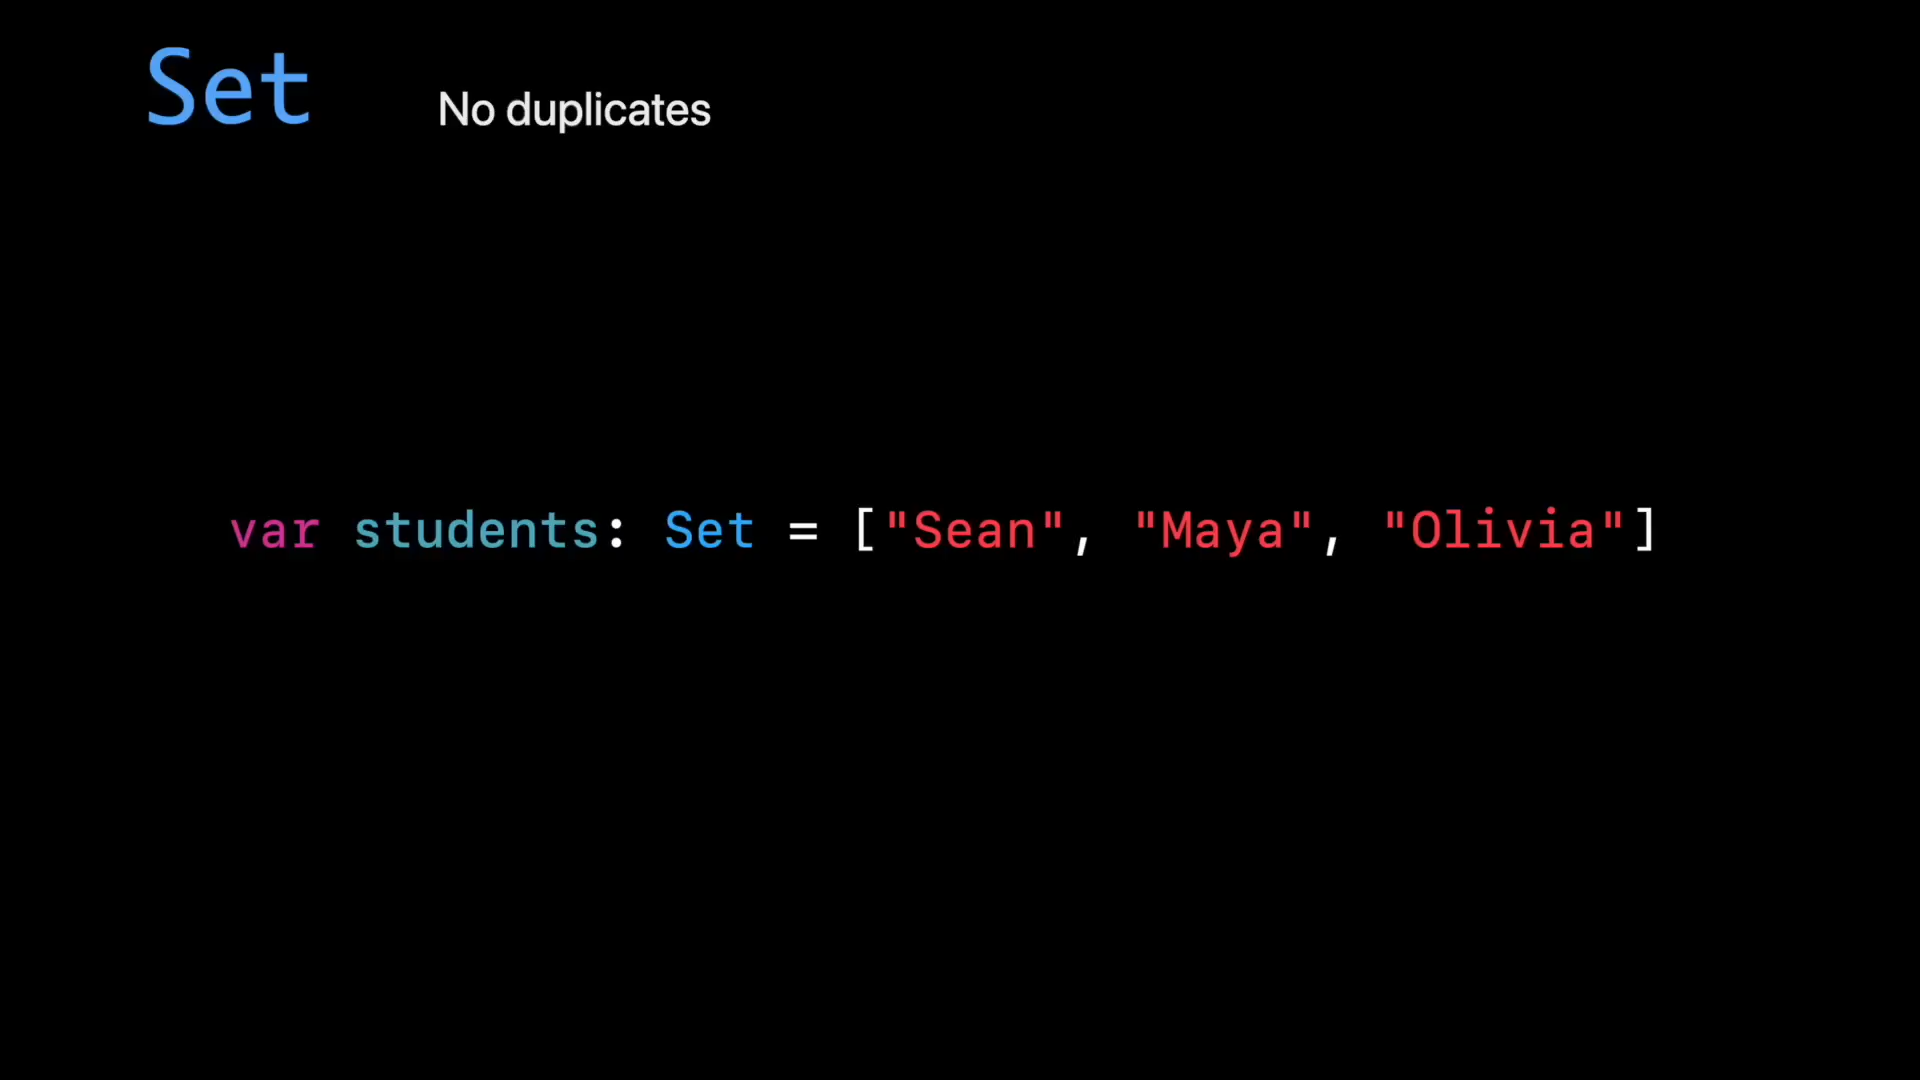 Set
No duplicates
var students: Set = ["Sean", "Maya", "Olivia"]